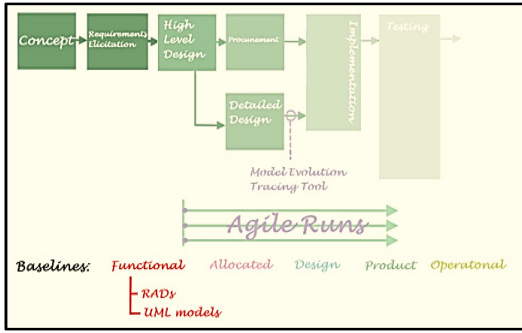 Concept
Requirements
Elicitation
High
Level
Design
Procurement
Implementation
Testing
Detailed
Design
Model Evolution
Tracing Tool
Agile Runs
Baselines: Functional Allocated Design Product Operatonal
RADs
UML models